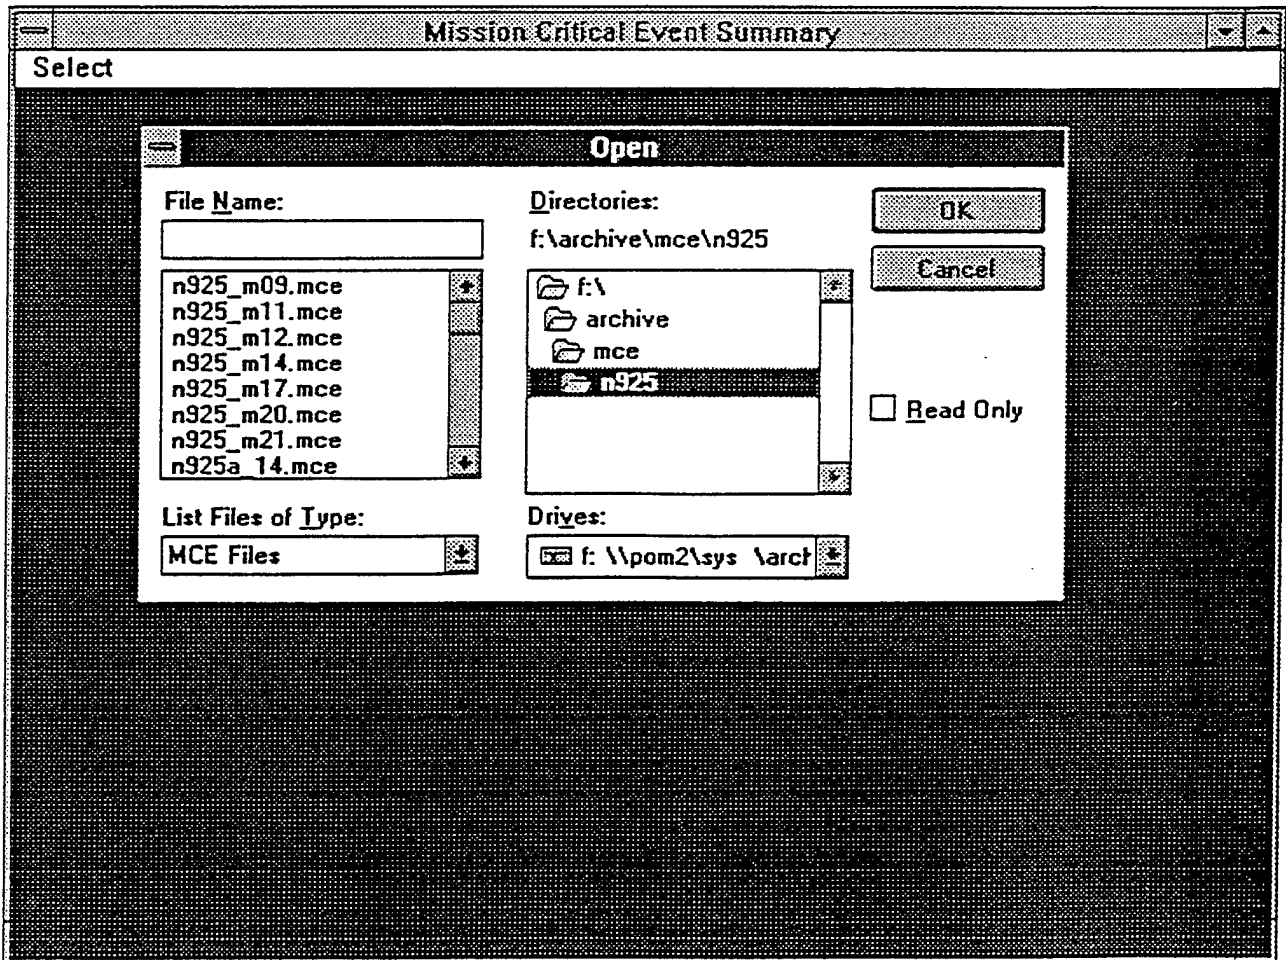 Mission Critical Event Summary
Select
Open
File Name:
n925_m09.mce
n925_m11.mce
n925_m12.mce
n925_m14.mce
n925_m17.mce
n925_m20.mce
n925_m21.mce
n925a_14.mce
List Files of Type:
MCE Files
Directories:
f:\archive\mce\n925
f:\
archive
mce
n925
Drives:
f: \\pom2\sys \arch
OK
Cancel
Read Only